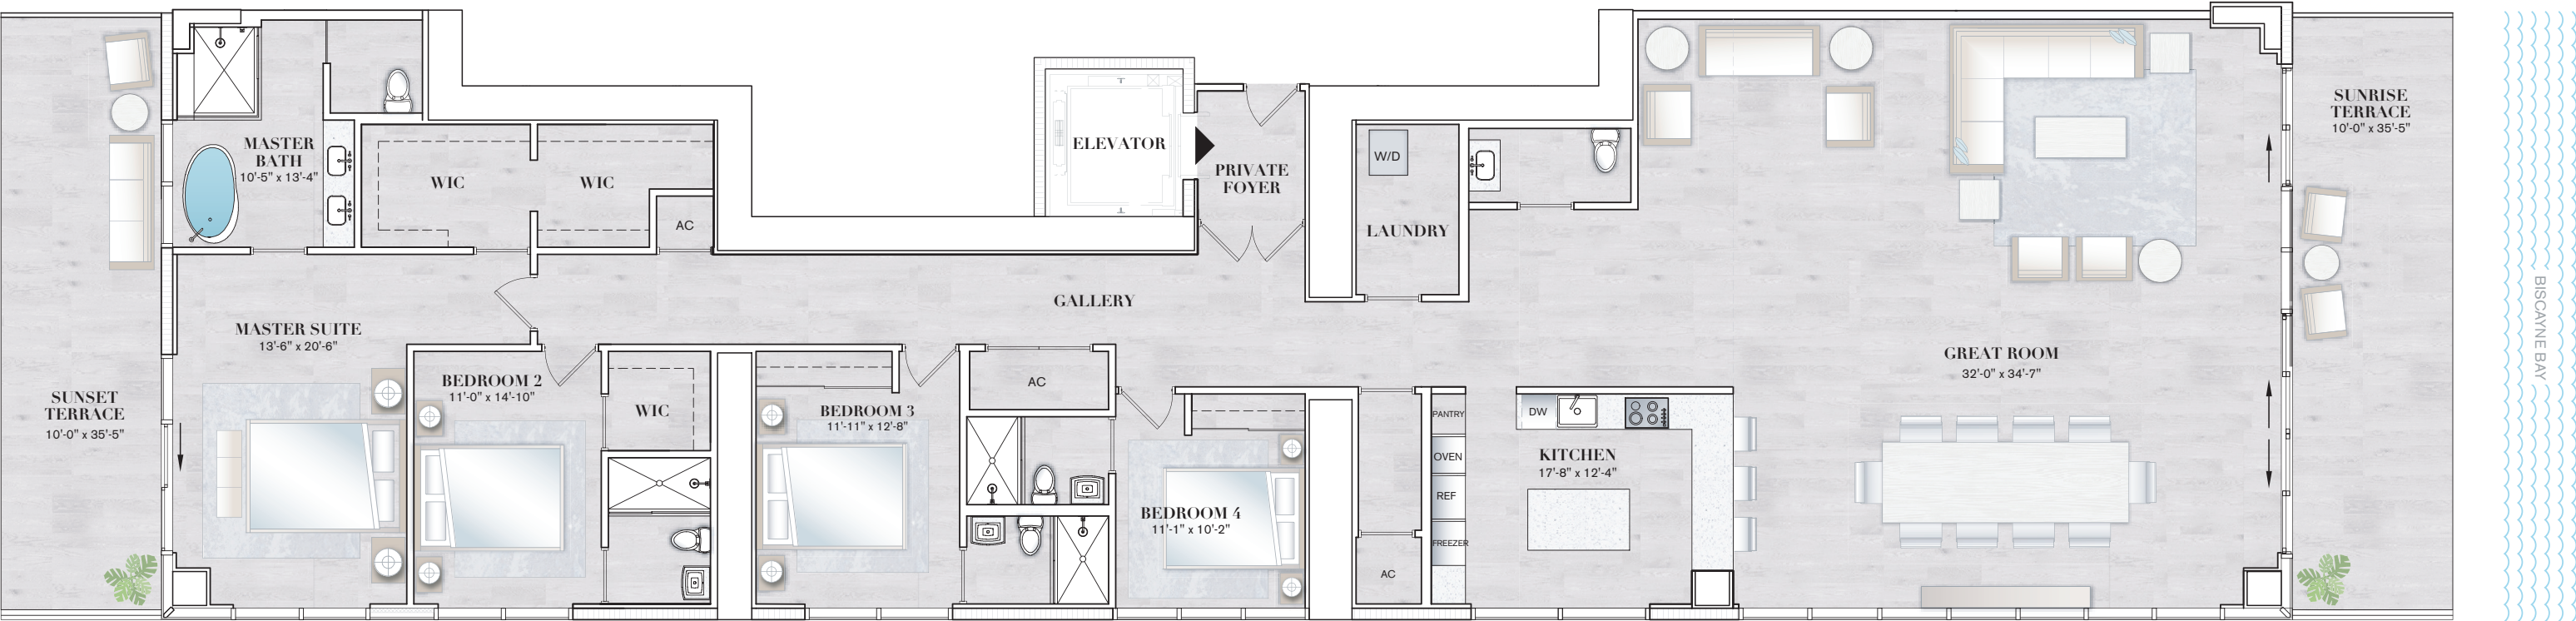 MASTER
BATH
10'-5" x 13'-4"
WIC
WIC
AC
ELEVATOR
PRIVATE
FOYER
W/D
LAUNDRY
SUNRISE
TERRACE
10'-0" x 35'-5"
GALLERY
MASTER SUITE
13'-6" x 20'-6"
GREAT ROOM
32'-0" x 34'-7"
BISCAYNE BAY
SUNSET
TERRACE
10'-0" x 35'-5"
BEDROOM 2
11'-0" x 14'-10"
WIC
BEDROOM 3
11'-11" x 12'-8"
AC
BEDROOM 4
11'-1" x 10'-2"
AC
PANTRY
OVEN
REF
FREEZER
DW
KITCHEN
17'-8" x 12'-4"